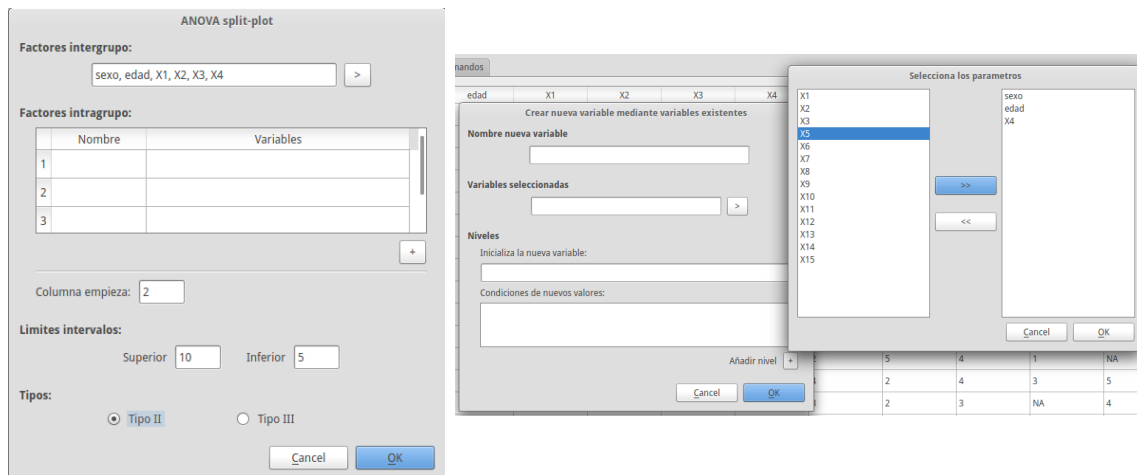 ANOVA split-plot
Factores intergrupo:
sexo, edad, X1, X2, X3, X4
>
Factores intragrupo:
Nombre Variables
1
2
3
+
Columna empieza: 2
Limites intervalos:
Superior 10 Inferior 5
Tipos:
Tipo II Tipo III
Cancel OK
mandos
edad X1 X2 X3 X4
Crear nueva variable mediante variables existentes
Nombre nueva variable
Variables seleccionadas
>
Niveles
Inicializa la nueva variable:
Condiciones de nuevos valores:
Añadir nivel +
Cancel OK
Selecciona los parametros
X1
X2
X3
X5
X6
X7
X8
X9
X10
X11
X12
X13
X14
X15
>>
<<
sexo
edad
X4
Cancel OK
5 4 1 NA
2 4 3 5
2 3 NA 4